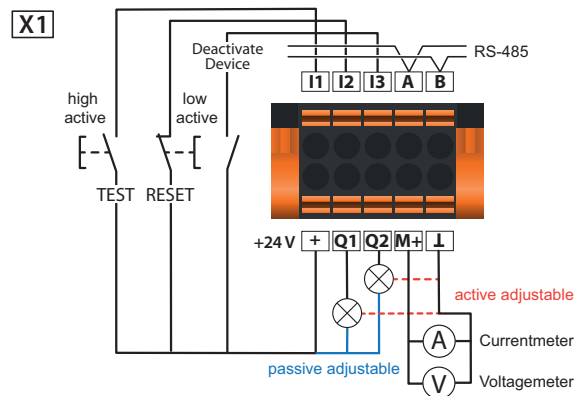 X1
Deactivate
Device
RS-485
I1 I2 I3 A B
high
active
low
active
TEST RESET
+24 V + Q1 Q2 M+ ⊥
active adjustable
passive adjustable
A Currentmeter
V Voltagemeter